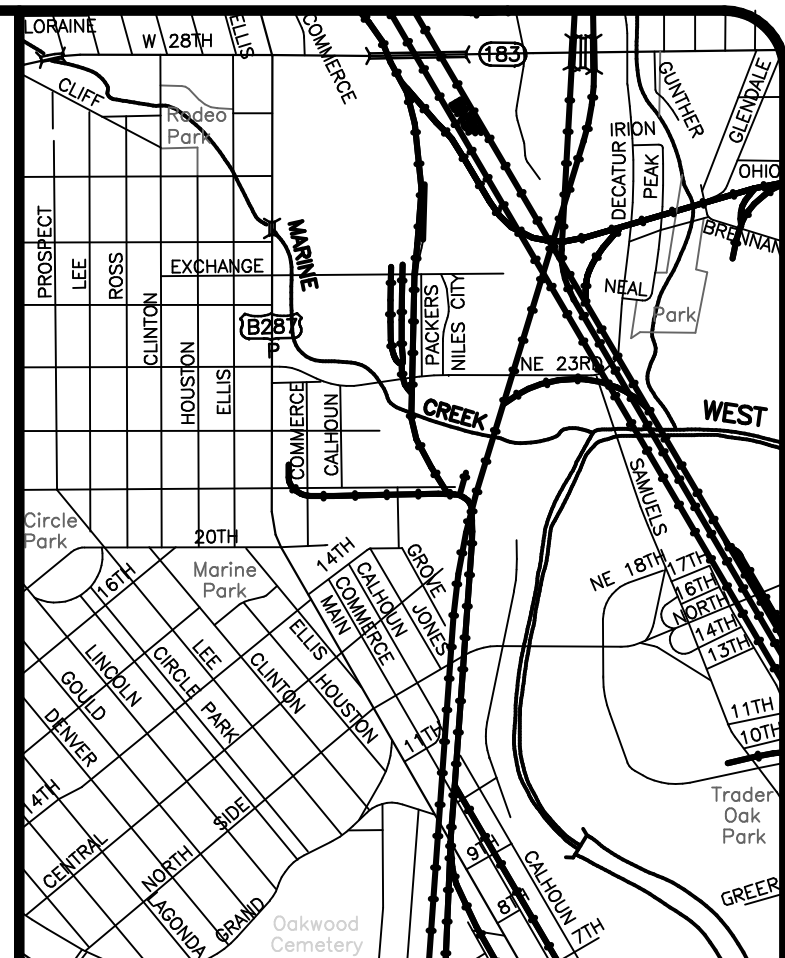 LORAINE
W 28TH
ELLIS
COMMERCE
183
CLIFF
Rodeo
Park
GUNTHER
GLENDALE
IRION
DECATUR
PEAK
OHIO
PROSPECT
LEE
ROSS
MARINE
BRENNAN
EXCHANGE
CLINTON
PACKERS
NILES CITY
NEAL
Park
B287
P
HOUSTON
ELLIS
NE 23RD
COMMERCE
CALHOUN
CREEK
WEST
SAMUELS
Circle
Park
20TH
14TH
GROVE
16TH
Marine
Park
CALHOUN
COMMERCE
MAIN
JONES
NE 18TH
17TH
16TH
NORTH
14TH
13TH
ELLIS
LEE
LINCOLN
CIRCLE PARK
CLINTON
HOUSTON
GOULD
DENVER
11TH
11TH
10TH
14TH
Trader
Oak
Park
CENTRAL
NORTH SIDE
9TH
8TH
CALHOUN
7TH
GREER
LAGONDA
GRAND
Oakwood
Cemetery